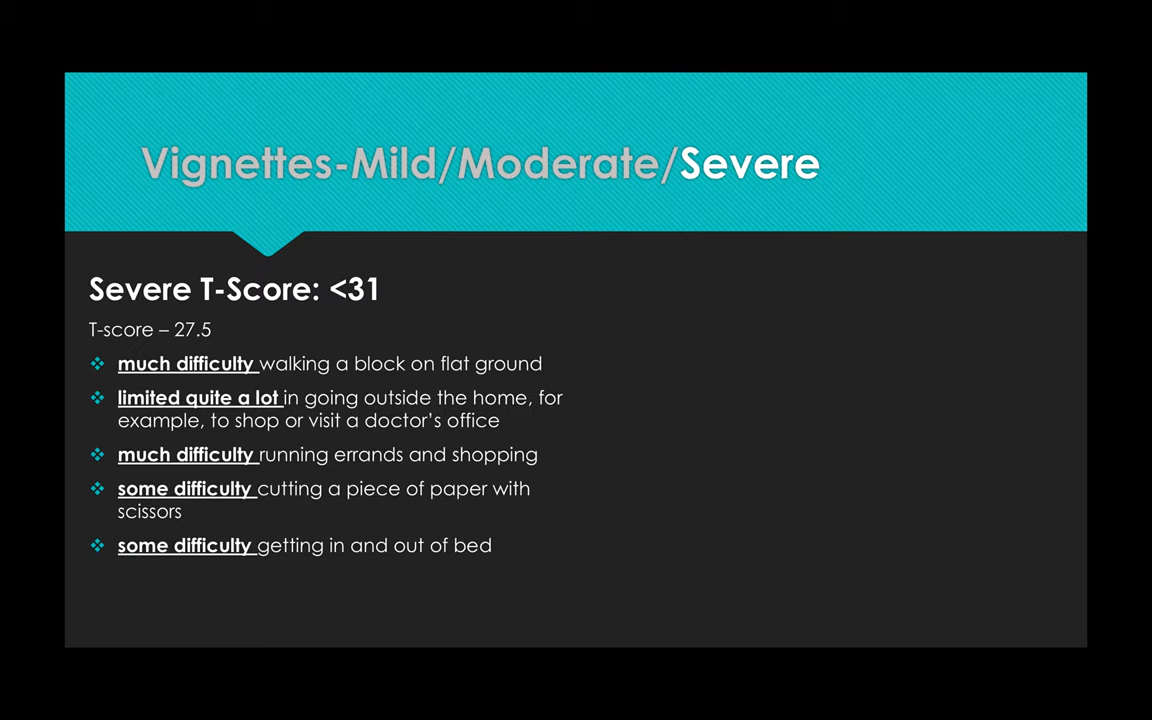 Vignettes-Mild/Moderate/Severe
Severe T-Score: <31
T-score – 27.5
much difficulty walking a block on flat ground
limited quite a lot in going outside the home, for
example, to shop or visit a doctor’s office
much difficulty running errands and shopping
some difficulty cutting a piece of paper with
scissors
some difficulty getting in and out of bed